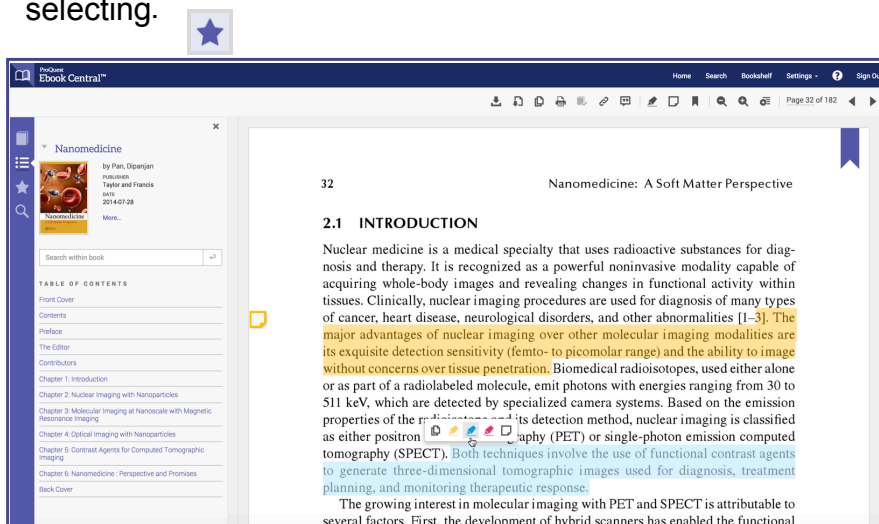 selecting.
ProQuest
Ebook Central™
Home Search Bookshelf Settings ? Sign Ou
Page 32 of 182
Nanomedicine
by Pan, Dipanjan
PUBLISHER
Taylor and Francis
DATE
2014-07-28
More...
Nanomedicine
Search within book
TABLE OF CONTENTS
Front Cover
Contents
Preface
The Editor
Contributors
Chapter 1: Introduction
Chapter 2: Nuclear Imaging with Nanoparticles
Chapter 3: Molecular Imaging at Nanoscale with Magnetic
Resonance Imaging
Chapter 4: Optical Imaging with Nanoparticles
Chapter 5: Contrast Agents for Computed Tomographic
Imaging
Chapter 6: Nanomedicine : Perspective and Promises
Back Cover
32 Nanomedicine: A Soft Matter Perspective
2.1 INTRODUCTION
Nuclear medicine is a medical specialty that uses radioactive substances for diag-
nosis and therapy. It is recognized as a powerful noninvasive modality capable of
acquiring whole-body images and revealing changes in functional activity within
tissues. Clinically, nuclear imaging procedures are used for diagnosis of many types
of cancer, heart disease, neurological disorders, and other abnormalities [1–3]. The
major advantages of nuclear imaging over other molecular imaging modalities are
its exquisite detection sensitivity (femto- to picomolar range) and the ability to image
without concerns over tissue penetration. Biomedical radioisotopes, used either alone
or as part of a radiolabeled molecule, emit photons with energies ranging from 30 to
511 keV, which are detected by specialized camera systems. Based on the emission
properties of the radioisotope and its detection method, nuclear imaging is classified
as either positron aphy (PET) or single-photon emission computed
tomography (SPECT). Both techniques involve the use of functional contrast agents
to generate three-dimensional tomographic images used for diagnosis, treatment
planning, and monitoring therapeutic response.
The growing interest in molecular imaging with PET and SPECT is attributable to
several factors. First, the development of hybrid scanners has enabled the functional